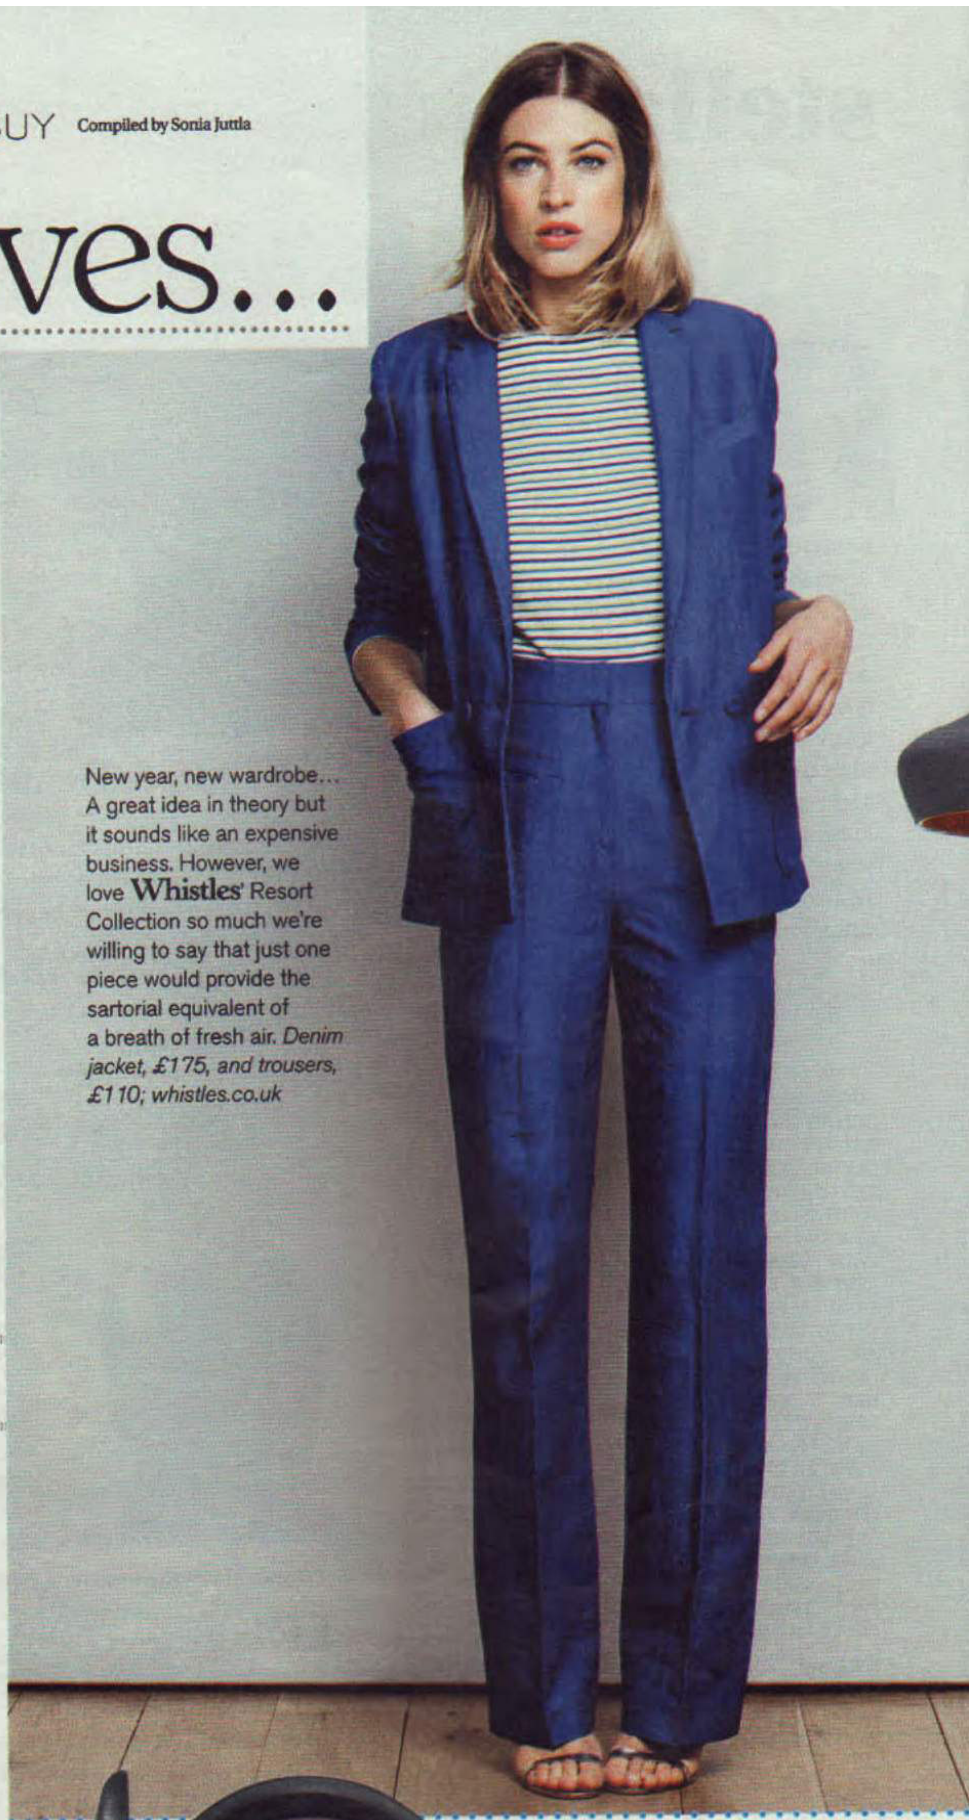 UY Compiled by Sonia Juttla
ves...
New year, new wardrobe...
A great idea in theory but
it sounds like an expensive
business. However, we
love Whistles' Resort
Collection so much we're
willing to say that just one
piece would provide the
sartorial equivalent of
a breath of fresh air. Denim
jacket, £175, and trousers,
£110; whistles.co.uk